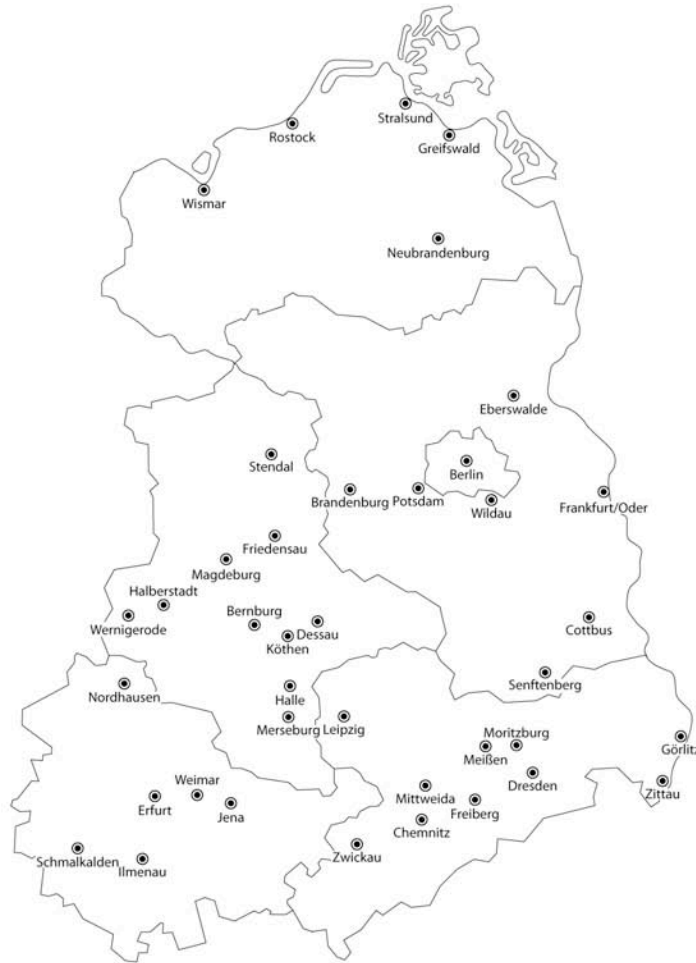 Stralsund
Rostock
Greifswald
Wismar
Neubrandenburg
Eberswalde
Stendal
Berlin
Brandenburg
Potsdam
Wildau
Frankfurt/Oder
Friedensau
Magdeburg
Halberstadt
Wernigerode
Bernburg
Dessau
Köthen
Cottbus
Nordhausen
Halle
Senftenberg
Merseburg
Leipzig
Moritzburg
Meißen
Görlitz
Dresden
Zittau
Weimar
Erfurt
Jena
Mittweida
Freiberg
Chemnitz
Zwickau
Schmalkalden
Ilmenau